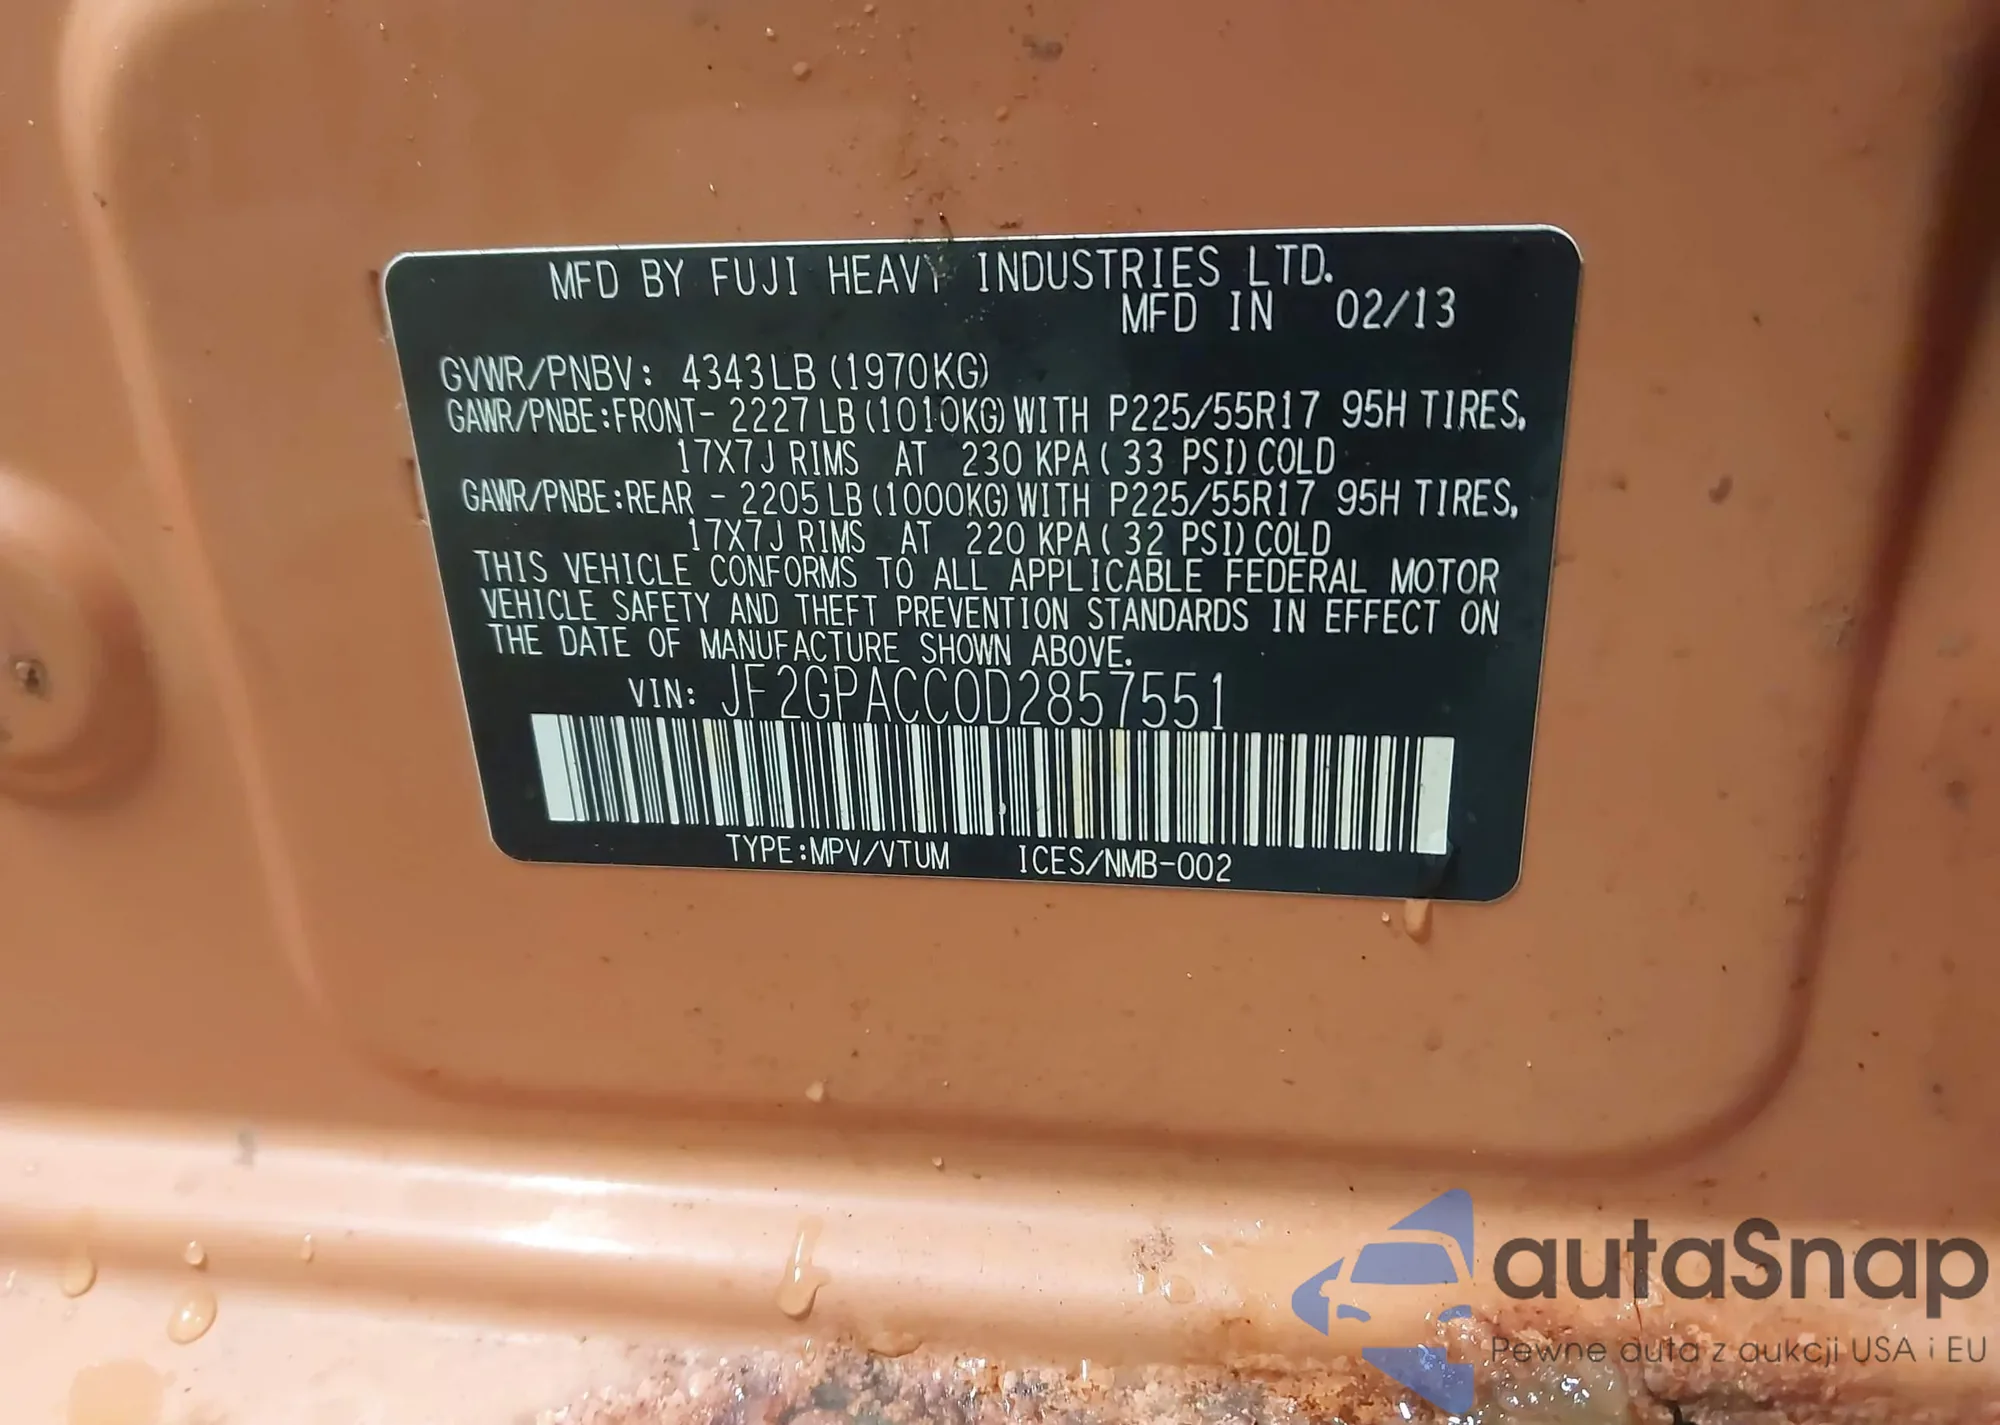 MFD BY FUJI HEAVY INDUSTRIES LTD.
MFD IN 02/13
GVWR/PNBV: 4343LB (1970KG)
GAWR/PNBE:FRONT- 2227LB (1010KG) WITH P225/55R17 95H TIRES,
17X7J RIMS AT 230 KPA (33 PSI) COLD
GAWR/PNBE:REAR - 2205LB (1000KG) WITH P225/55R17 95H TIRES,
17X7J RIMS AT 220 KPA (32 PSI) COLD
THIS VEHICLE CONFORMS TO ALL APPLICABLE FEDERAL MOTOR
VEHICLE SAFETY AND THEFT PREVENTION STANDARDS IN EFFECT ON
THE DATE OF MANUFACTURE SHOWN ABOVE.
VIN: JF2GPACC0D2857551
TYPE:MPV/VTUM ICES/NMB-002
autaSnap
Pewne auta z aukcji USA i EU